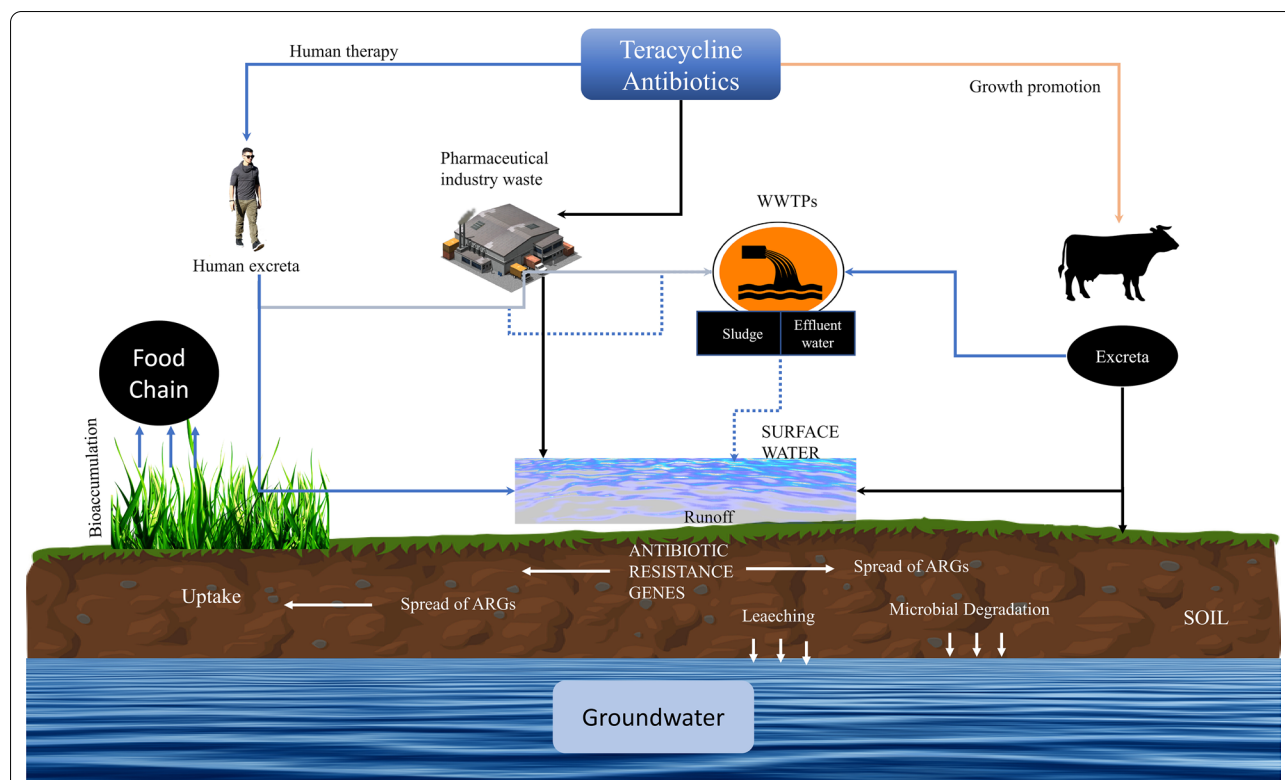 Teracycline
Antibiotics
Human therapy
Growth promotion
Pharmaceutical
industry waste
WWTPs
Human excreta
Sludge
Effluent
water
Excreta
Food
Chain
Bioaccumulation
SURFACE
WATER
Runoff
ANTIBIOTIC
RESISTANCE
GENES
Spread of ARGs
Uptake
Spread of ARGs
Leaeching
Microbial Degradation
SOIL
Groundwater